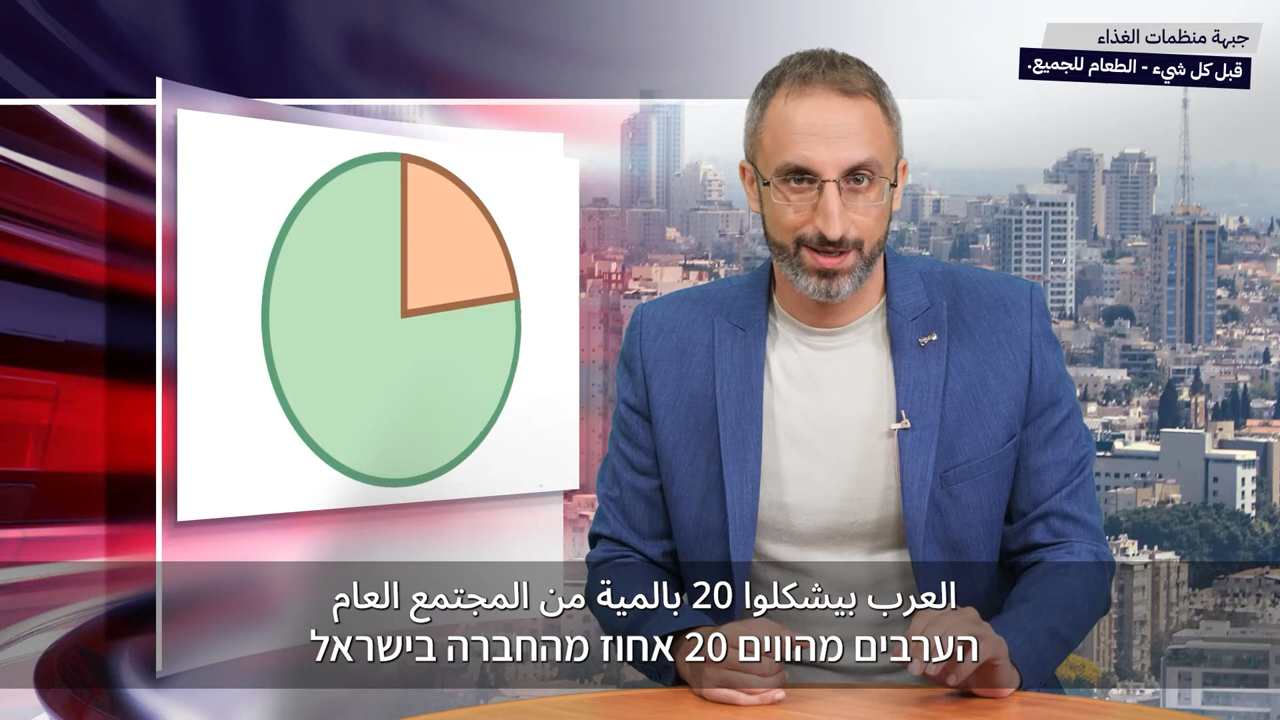 جبهة منظمات الغذاء
قبل كل شيء - الطعام للجميع.
العرب بيشكلوا 20 بالمية من المجتمع العام
הערבים מהווים 20 אחוז מהחברה בישראל